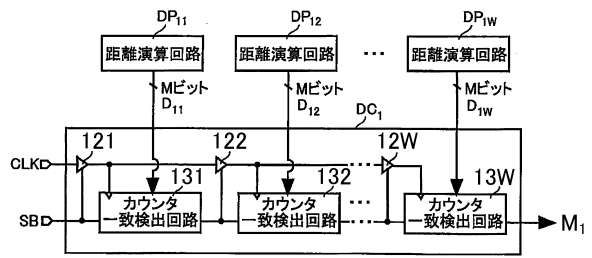 DP11 DP12 DP1W
距離演算回路 距離演算回路 … 距離演算回路
Mビット Mビット Mビット
D11 D12 D1W
DC1
121 122 12W
CLK
131 132 13W
カウンタ カウンタ カウンタ
SB 一致検出回路 一致検出回路 一致検出回路 M1